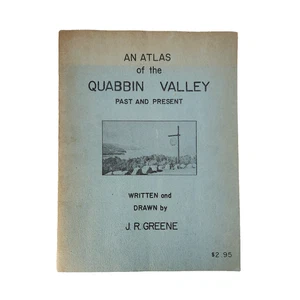 AN ATLAS
of the
QUABBIN VALLEY
PAST AND PRESENT
WRITTEN and
DRAWN by
J. R. GREENE
$2.95